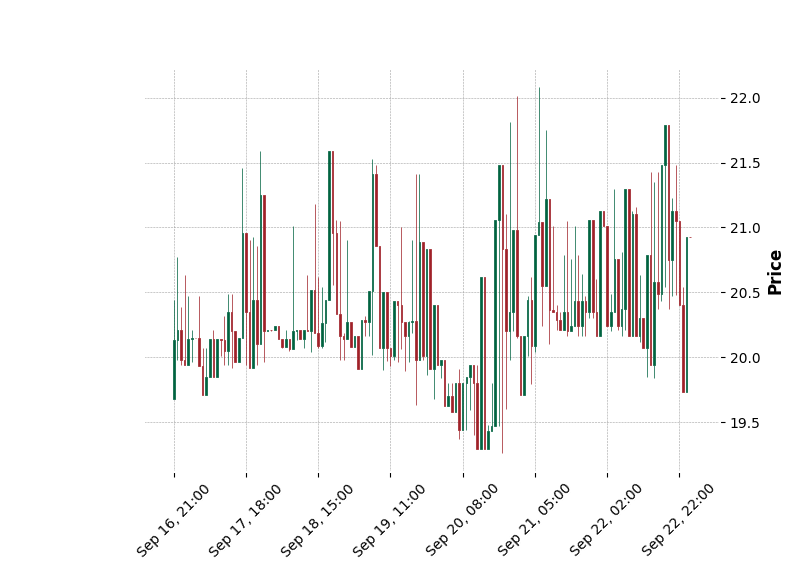 22.0
21.5
21.0
20.5
20.0
19.5
Price
Sep 16, 21:00
Sep 17, 18:00
Sep 18, 15:00
Sep 19, 11:00
Sep 20, 08:00
Sep 21, 05:00
Sep 22, 02:00
Sep 22, 22:00